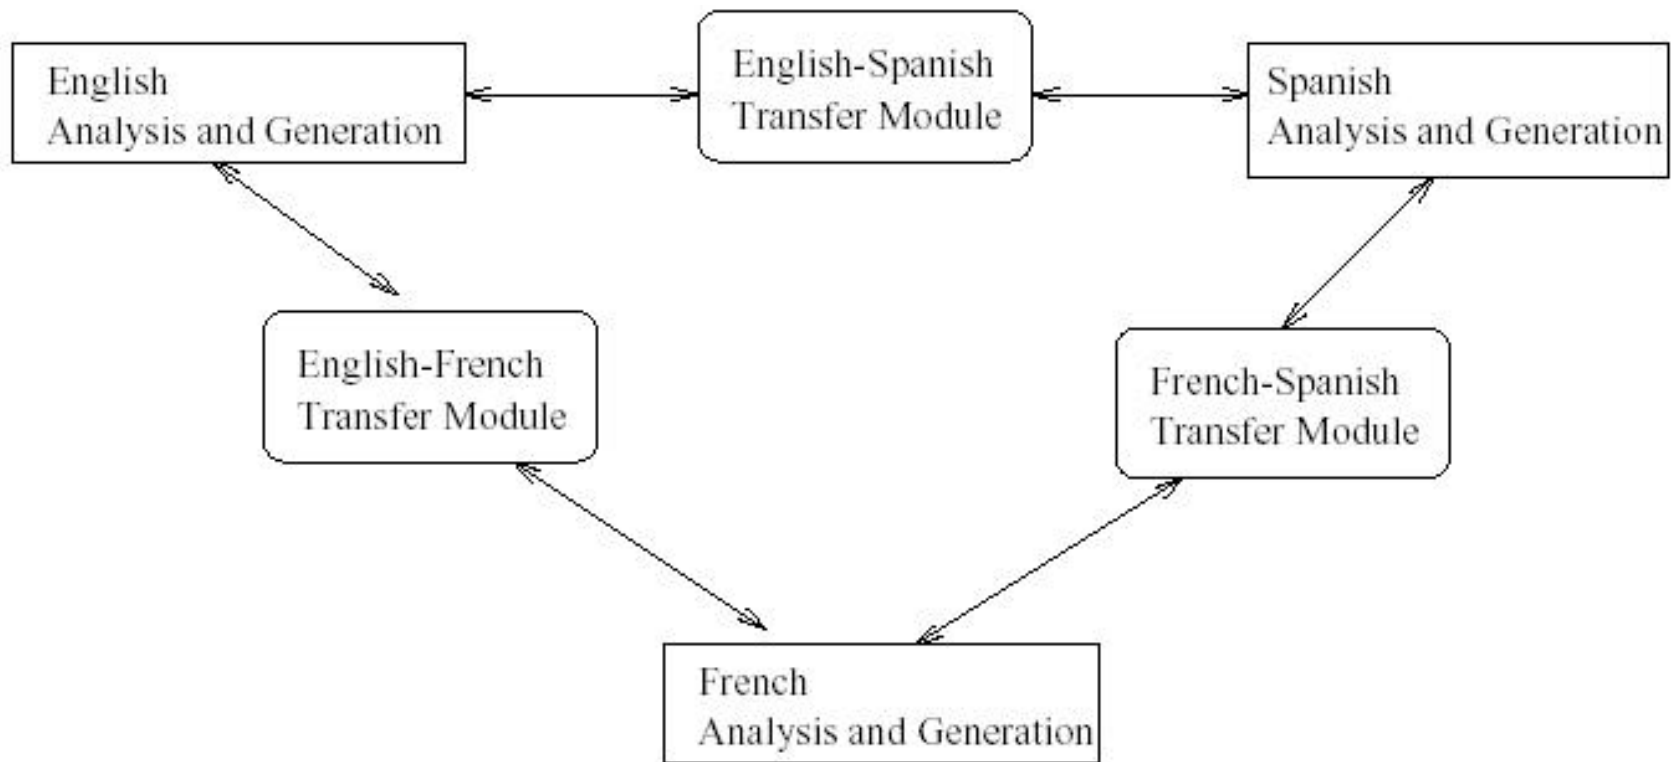 English
Analysis and Generation
English-Spanish
Transfer Module
Spanish
Analysis and Generation
English-French
Transfer Module
French-Spanish
Transfer Module
French
Analysis and Generation